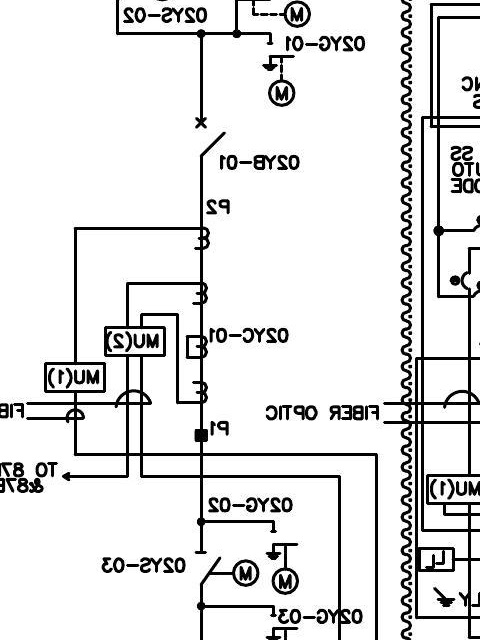 02YS-02
M
02YG-01
M
02YB-01
SS
UTO
ODE
P2
02YC-01
MU(2)
MU(1)
FIB
FIBER OPTIC
P1
TO 87
&87B
MU(1)
02YG-02
02YS-03
M
M
02YG-03